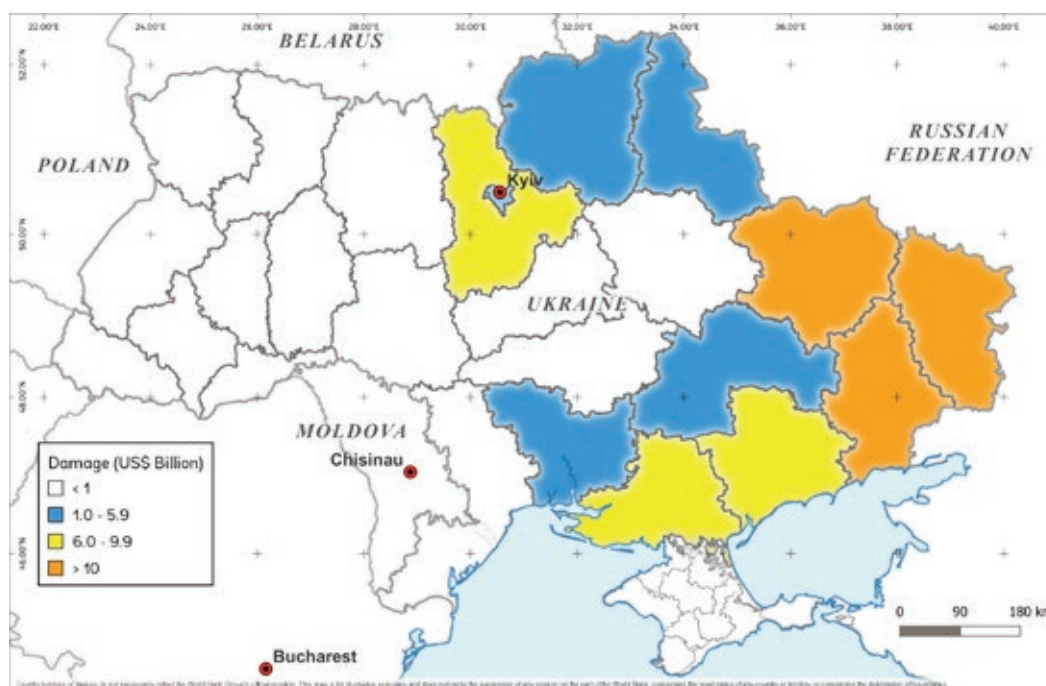 22.00°E 24.00°E 26.00°E 28.00°E 30.00°E 32.00°E 34.00°E 36.00°E 38.00°E 40.00°E
BELARUS
52.00°N
RUSSIAN
FEDERATION
POLAND
Kyiv
50.00°N
UKRAINE
48.00°N
MOLDOVA
Chisinau
Damage (US$ Billion)
< 1
1.0 - 5.9
6.0 - 9.9
> 10
46.00°N
0 90 180 km
Bucharest